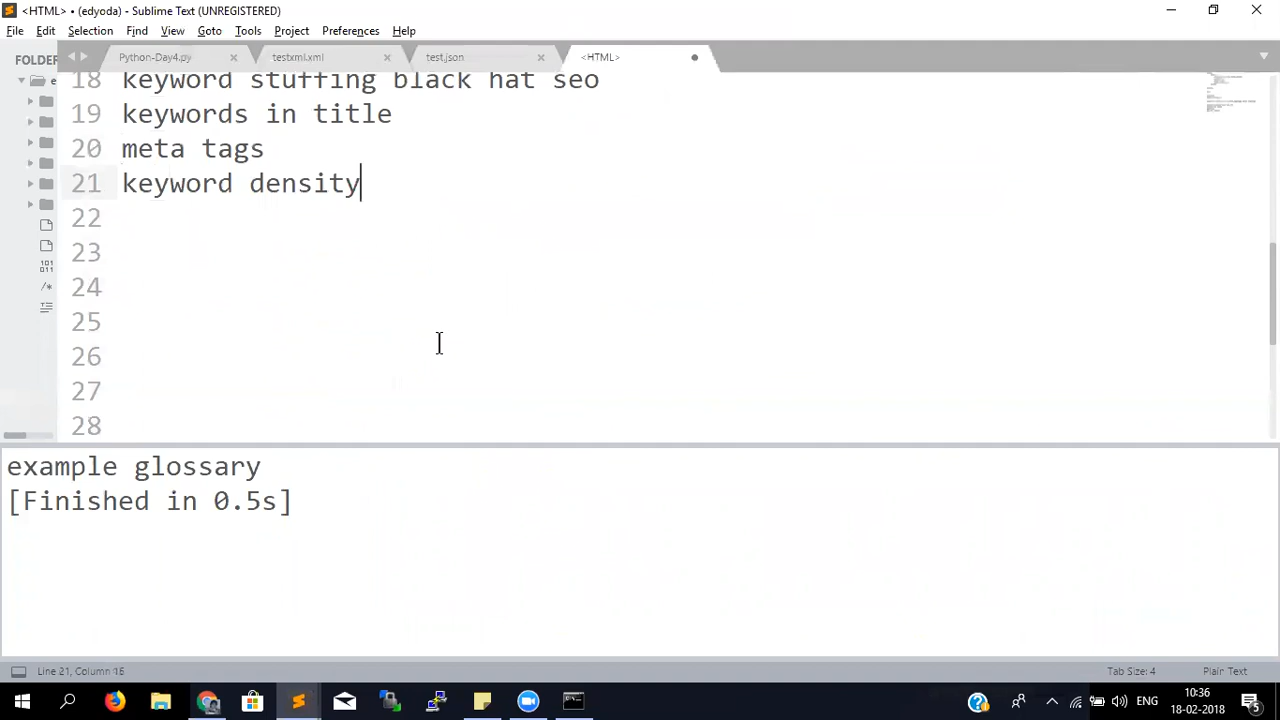 <HTML> • (edyoda) - Sublime Text (UNREGISTERED)
File Edit Selection Find View Goto Tools Project Preferences Help
FOLDER
Python-Day4.py
testxml.xml
test.json
<HTML>
e
18 keyword stuffing black hat seo
19 keywords in title
20 meta tags
21 keyword density
22
23
24
25
26
27
28
example glossary
[Finished in 0.5s]
Line 21, Column 16
Tab Size: 4
Plain Text
ENG
10:36
18-02-2018
5